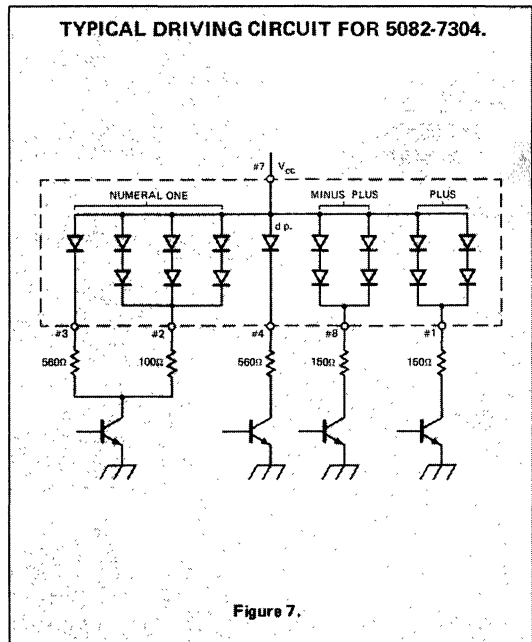 TYPICAL DRIVING CIRCUIT FOR 5082-7304.
#7 Vcc
NUMERAL ONE
MINUS PLUS
PLUS
d p.
#3
#2
#4
#8
#1
560Ω
100Ω
560Ω
150Ω
150Ω
Figure 7.